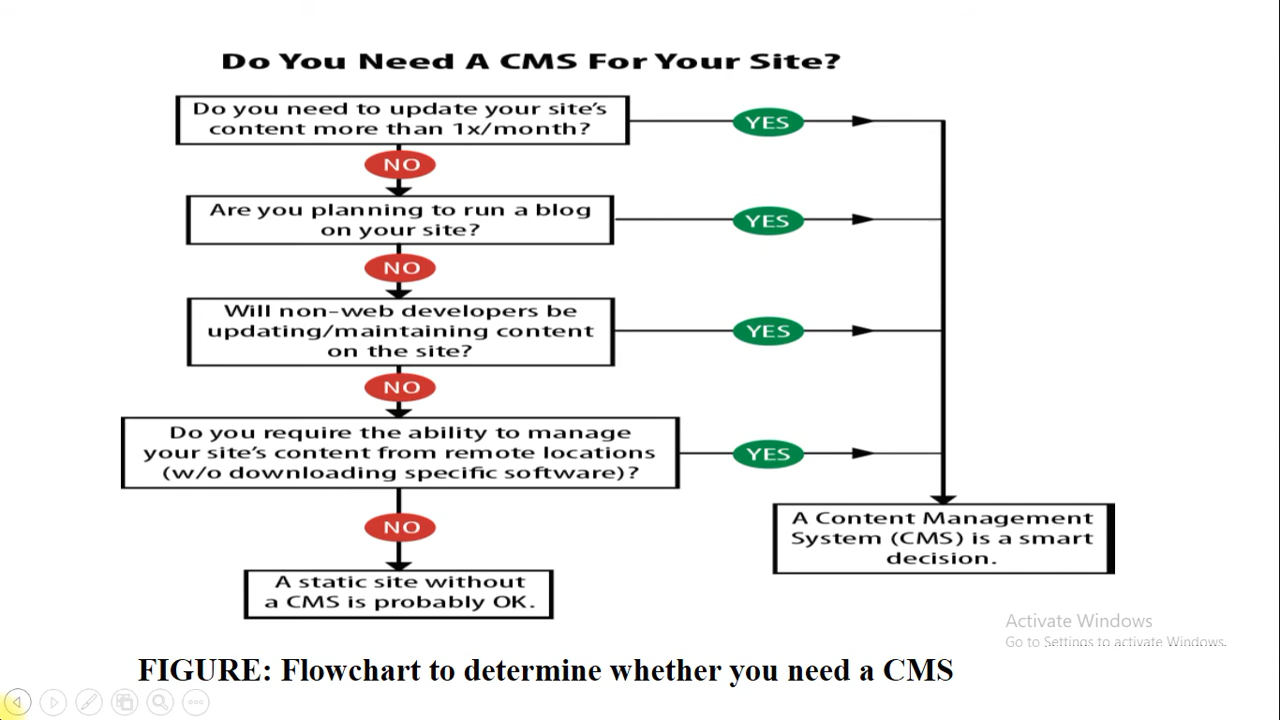 Do You Need A CMS For Your Site?
Do you need to update your site's
content more than 1x/month?
YES
NO
Are you planning to run a blog
on your site?
YES
NO
Will non-web developers be
updating/maintaining content
on the site?
YES
NO
Do you require the ability to manage
your site's content from remote locations
(w/o downloading specific software)?
YES
NO
A Content Management
System (CMS) is a smart
decision.
A static site without
a CMS is probably OK.
Activate Windows
Go to Settings to activate Windows.
FIGURE: Flowchart to determine whether you need a CMS